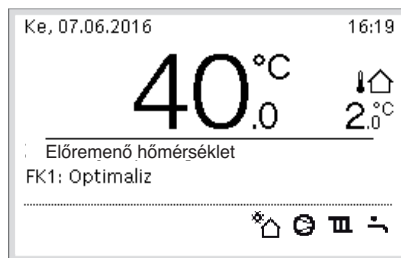 Ke, 07.06.2016 16:19
40.0 °C
2.0 °C
Előremenő hőmérséklet
FK1: Optimaliz